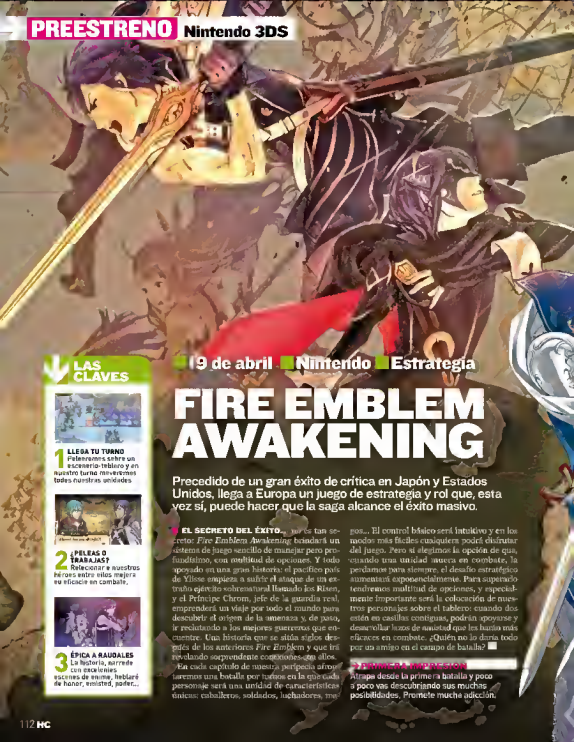 PREESTRENO Nintendo 3DS
19 de abril Nintendo Estrategia
FIRE EMBLEM
AWAKENING
Precedido de un gran éxito de crítica en Japón y Estados
Unidos, llega a Europa un juego de estrategia y rol que, esta
vez sí, puede hacer que la saga alcance el éxito masivo.
LAS
CLAVES
1 LLEGA TU TURNO
Pelearemos sobre un
escenario-tablero y en
nuestro turno moveremos
todas nuestras unidades
2 ¿PELEAS O
TRABAJAS?
Relacionar a nuestros
héroes entre ellos mejora
su eficacia en combate.
3 ÉPICA A RAUDALES
La historia, narrada
con excelentes
escenas de anime, hablará
de honor, amistad, poder...
EL SECRETO DEL ÉXITO... no es tan se-
creto: Fire Emblem Awakening brindará un
sistema de juego sencillo de manejar pero pro-
fundísimo, con multitud de opciones. Y todo
apoyado en una gran historia: el pacífico país
de Ylisse empieza a sufrir el ataque de un ex-
traño ejército sobrenatural llamado los Risen,
y el Príncipe Chrom, jefe de la guardia real,
emprenderá un viaje por todo el mundo para
descubrir el origen de la amenaza y, de paso,
ir reclutando a los mejores guerreros que en-
cuentre. Una historia que se sitúa siglos des-
pués de los anteriores Fire Emblem y que irá
revelando sorprendente conexiones con ellos.
En cada capítulo de nuestra peripecia afron-
taremos una batalla por turnos en la que cada
personaje será una unidad de características
únicas: caballeros, soldados, luchadores, ma-
gos... El control básico será intuitivo y en los
modos más fáciles cualquiera podrá disfrutar
del juego. Pero si elegimos la opción de que,
cuando una unidad muera en combate, la
perdamos para siempre, el desafío estratégico
aumentará exponencialmente. Para superarlo
tendremos multitud de opciones, y especial-
mente importante será la colocación de nues-
tros personajes sobre el tablero: cuando dos
estén en casillas contiguas, podrán apoyarse y
desarrollar lazos de amistad que les harán más
eficaces en combate. ¿Quién no lo daría todo
por un amigo en el campo de batalla?
PRIMERA IMPRESIÓN
Atrapa desde la primera batalla y poco
a poco vas descubriendo sus muchas
posibilidades. Promete mucha adicción.
112 HC